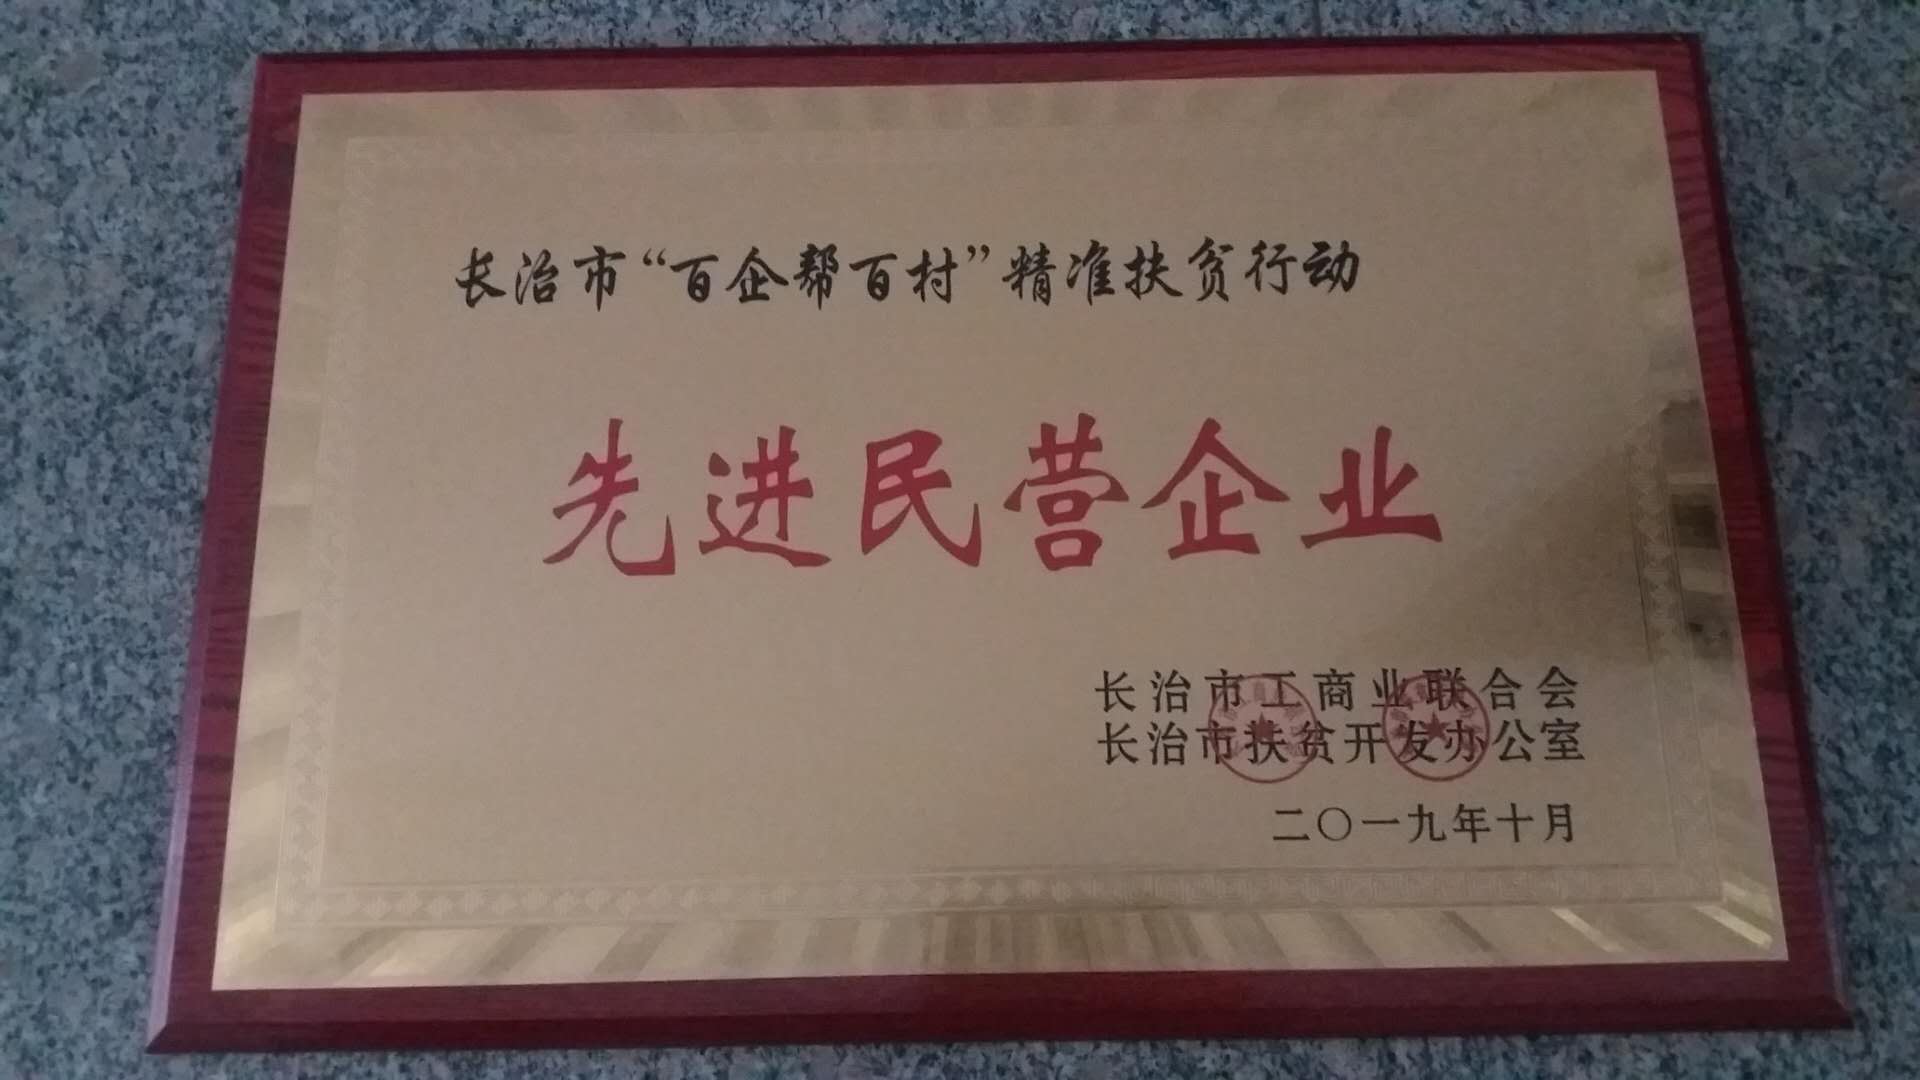 长治市“百企帮百村”精准扶贫行动
先进民营企业
长治市工商业联合会
长治市扶贫开发办公室
二〇一九年十月